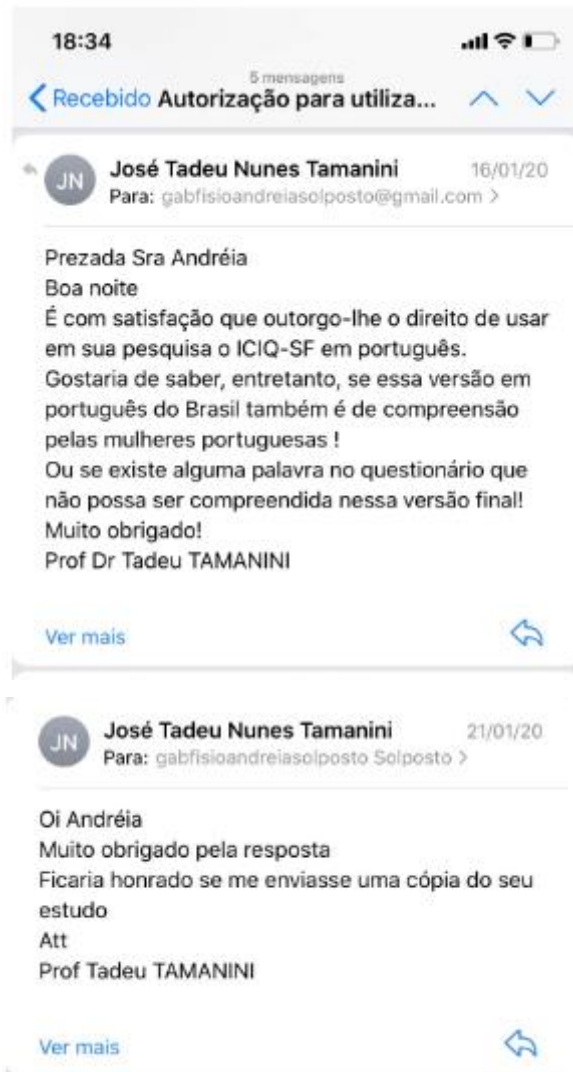 18:34
5 mensagens
Recebido Autorização para utiliza...
JN
José Tadeu Nunes Tamanini 16/01/20
Para: gabfisioandreiasolposto@gmail.com >
Prezada Sra Andréia
Boa noite
É com satisfação que outorgo-lhe o direito de usar
em sua pesquisa o ICIQ-SF em português.
Gostaria de saber, entretanto, se essa versão em
português do Brasil também é de compreensão
pelas mulheres portuguesas !
Ou se existe alguma palavra no questionário que
não possa ser compreendida nessa versão final!
Muito obrigado!
Prof Dr Tadeu TAMANINI
Ver mais
JN
José Tadeu Nunes Tamanini 21/01/20
Para: gabfisioandreiasolposto Solposto >
Oi Andréia
Muito obrigado pela resposta
Ficaria honrado se me enviasse uma cópia do seu
estudo
Att
Prof Tadeu TAMANINI
Ver mais